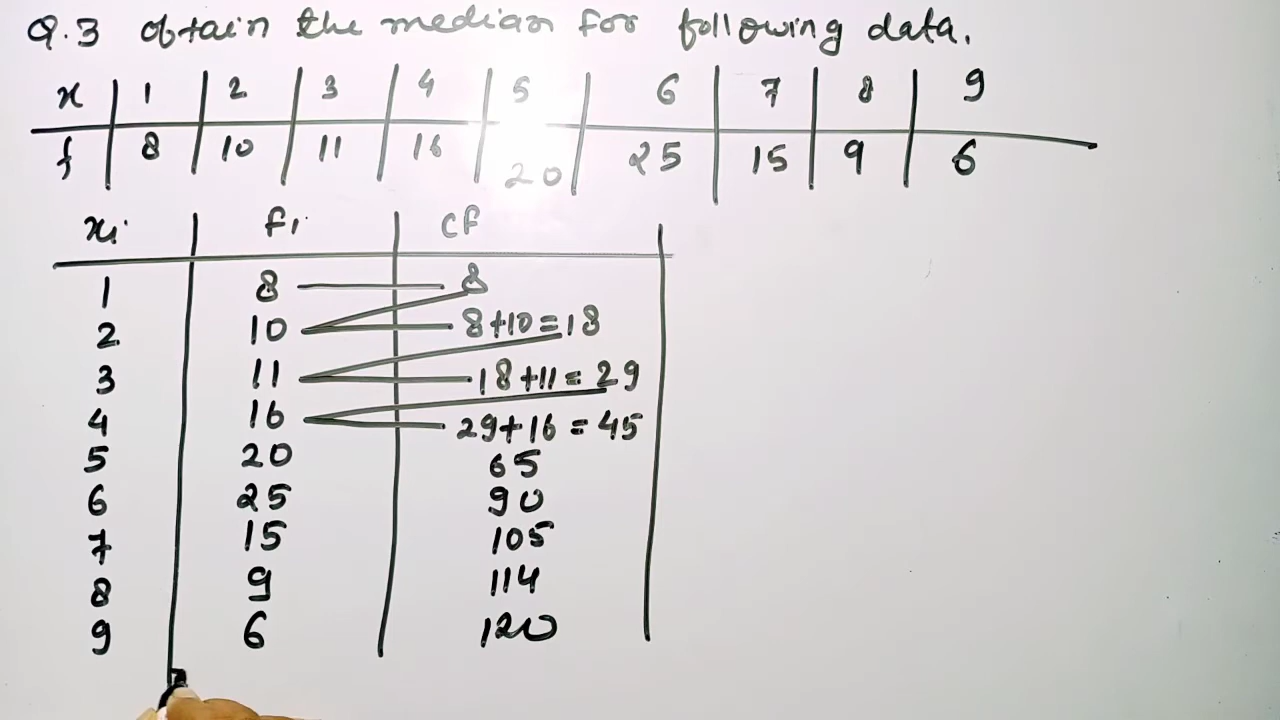 Q.3 obtain the median for following data.
x 1 2 3 4 5 6 7 8 9
f 8 10 11 16 20 25 15 9 6
xi fi cf
1 8 8
2 10 8+10=18
3 11 18+11=29
4 16 29+16=45
5 20 65
6 25 90
7 15 105
8 9 114
9 6 120